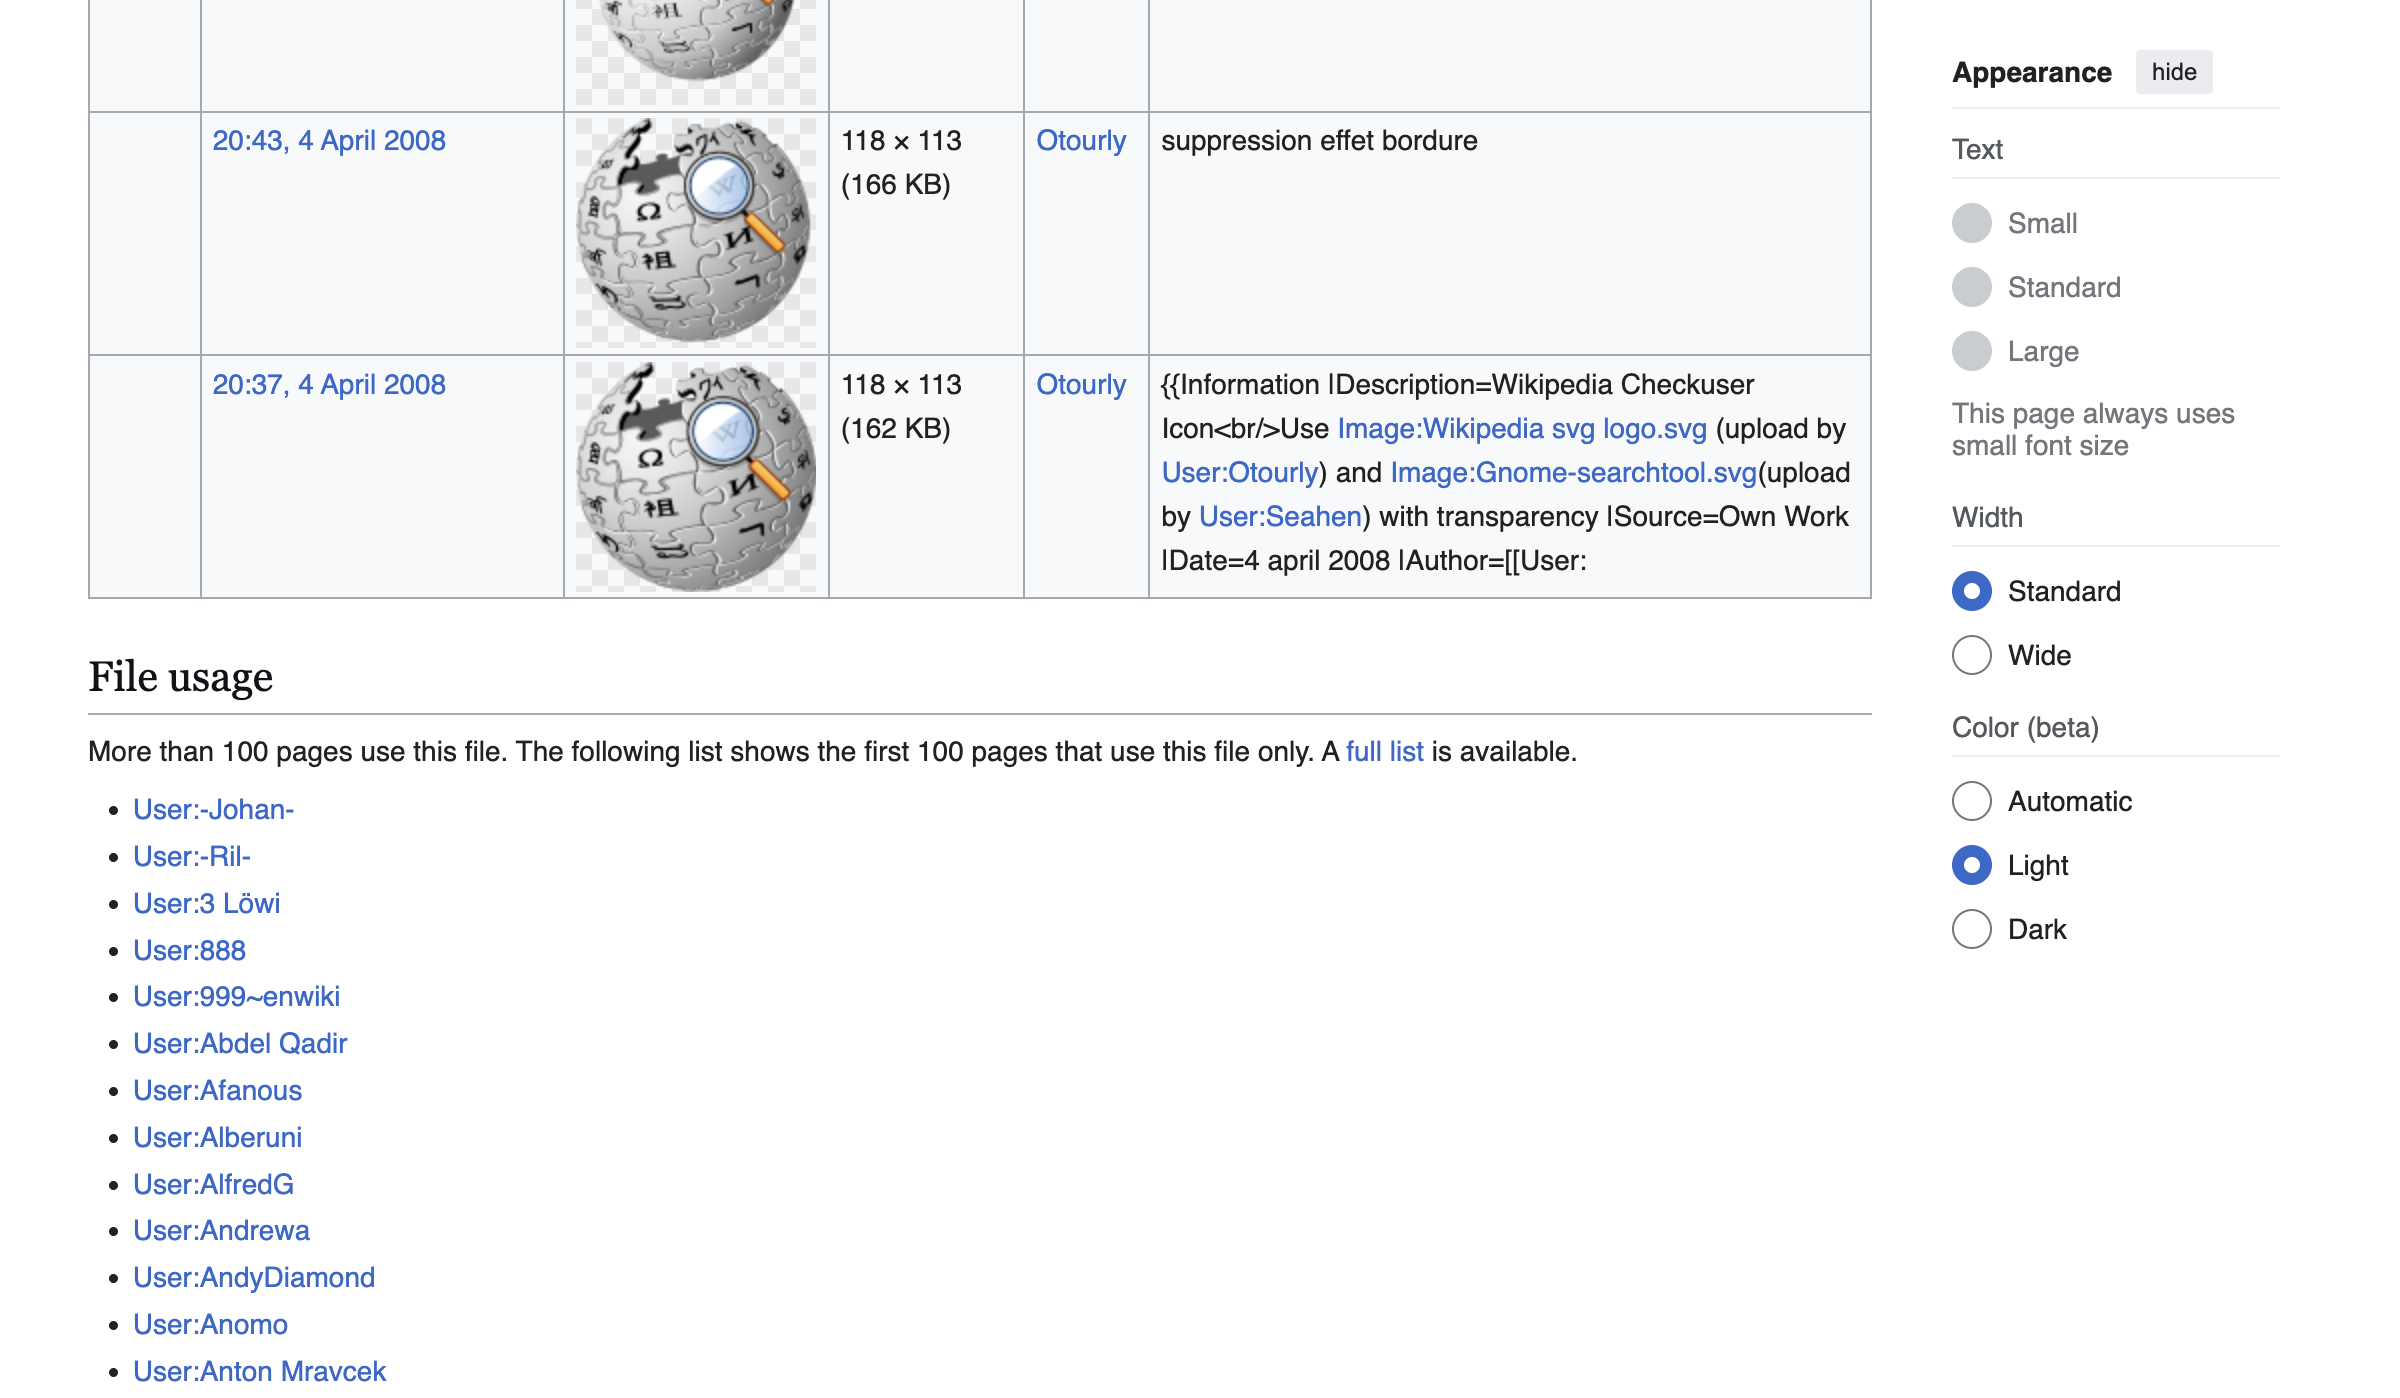 20:43, 4 April 2008
118 × 113
(166 KB)
Otourly
suppression effet bordure
20:37, 4 April 2008
118 × 113
(162 KB)
Otourly
{{Information |Description=Wikipedia Checkuser
Icon<br/>Use Image:Wikipedia svg logo.svg (upload by
User:Otourly) and Image:Gnome-searchtool.svg(upload
by User:Seahen) with transparency |Source=Own Work
|Date=4 april 2008 |Author=[[User:
File usage
More than 100 pages use this file. The following list shows the first 100 pages that use this file only. A full list is available.
User:-Johan-
User:-Ril-
User:3 Löwi
User:888
User:999~enwiki
User:Abdel Qadir
User:Afanous
User:Alberuni
User:AlfredG
User:Andrewa
User:AndyDiamond
User:Anomo
User:Anton Mravcek
Appearance hide
Text
Small
Standard
Large
This page always uses
small font size
Width
Standard
Wide
Color (beta)
Automatic
Light
Dark